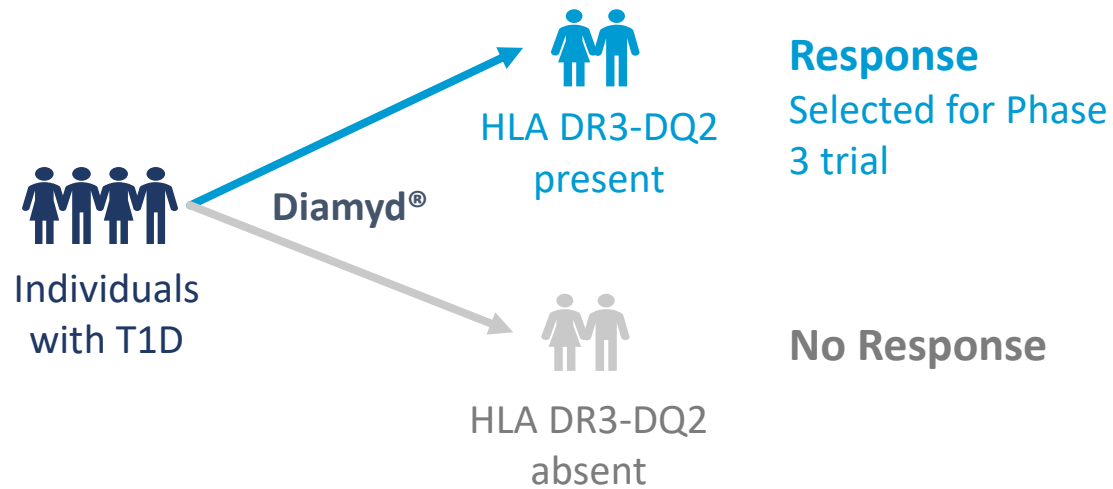 Individuals
with T1D
Diamyd®
HLA DR3-DQ2
present
Response
Selected for Phase
3 trial
HLA DR3-DQ2
absent
No Response